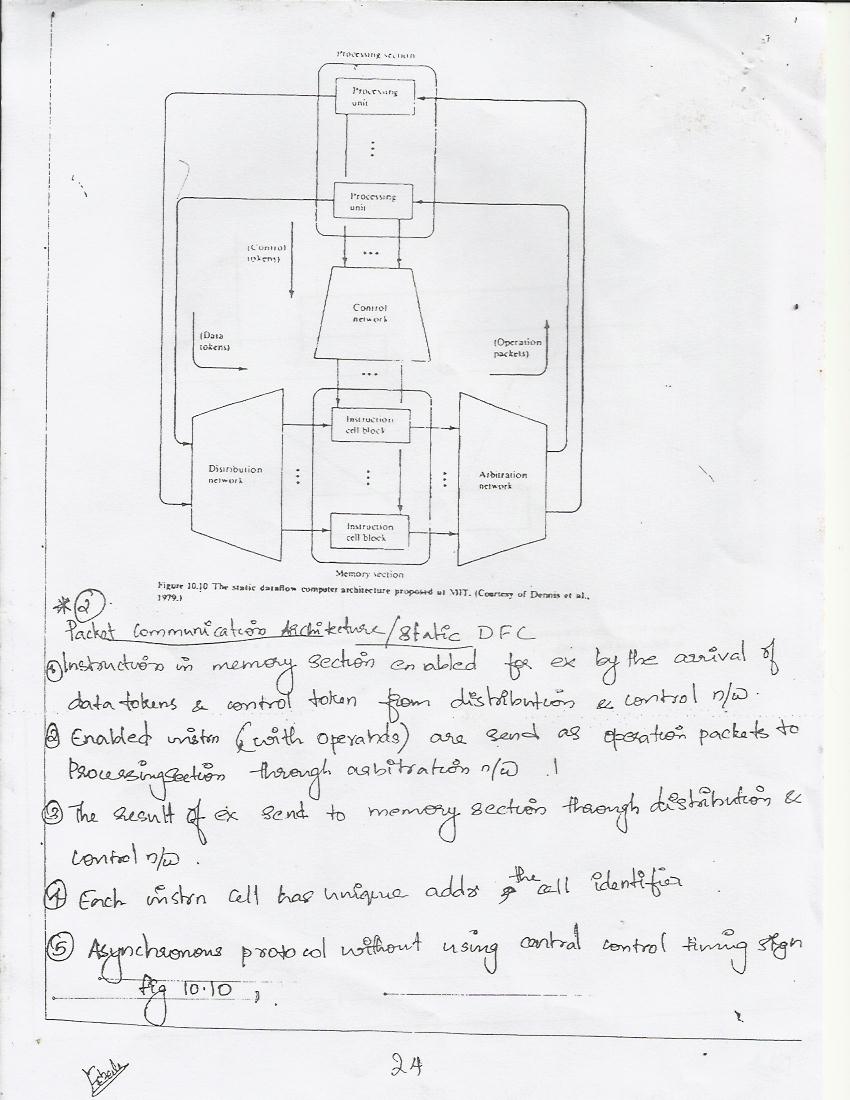 Processing section
Processing
unit
Processing
unit
(Control
tokens)
Control
network
(Data
tokens)
(Operation
packets)
Instruction
cell block
Distribution
network
Arbitration
network
Instruction
cell block
Memory section
Figure 10.10 The static dataflow computer architecture proposed at MIT. (Courtesy of Dennis et al.,
1979.)
* 2
Packet Communication Architecture/Static DFC
① Instruction in memory section enabled for ex by the arrival of
data tokens & control token from distribution & control n/w.
② Enabled instrn (with operands) are send as operation packets to
Processing section through arbitration n/w.
③ The result of ex send to memory section through distribution &
control n/w.
④ Each instrn cell has unique addr the cell identifier
⑤ Asynchronous protocol without using central control timing
fig 10.10
24